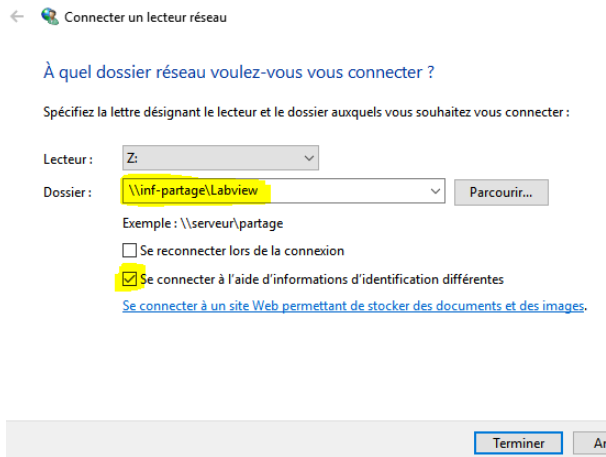 Connecter un lecteur réseau
À quel dossier réseau voulez-vous vous connecter ?
Spécifiez la lettre désignant le lecteur et le dossier auxquels vous souhaitez vous connecter :
Lecteur : Z:
Dossier : \\inf-partage\Labview Parcourir...
Exemple : \\serveur\partage
Se reconnecter lors de la connexion
Se connecter à l'aide d'informations d'identification différentes
Se connecter à un site Web permettant de stocker des documents et des images.
Terminer